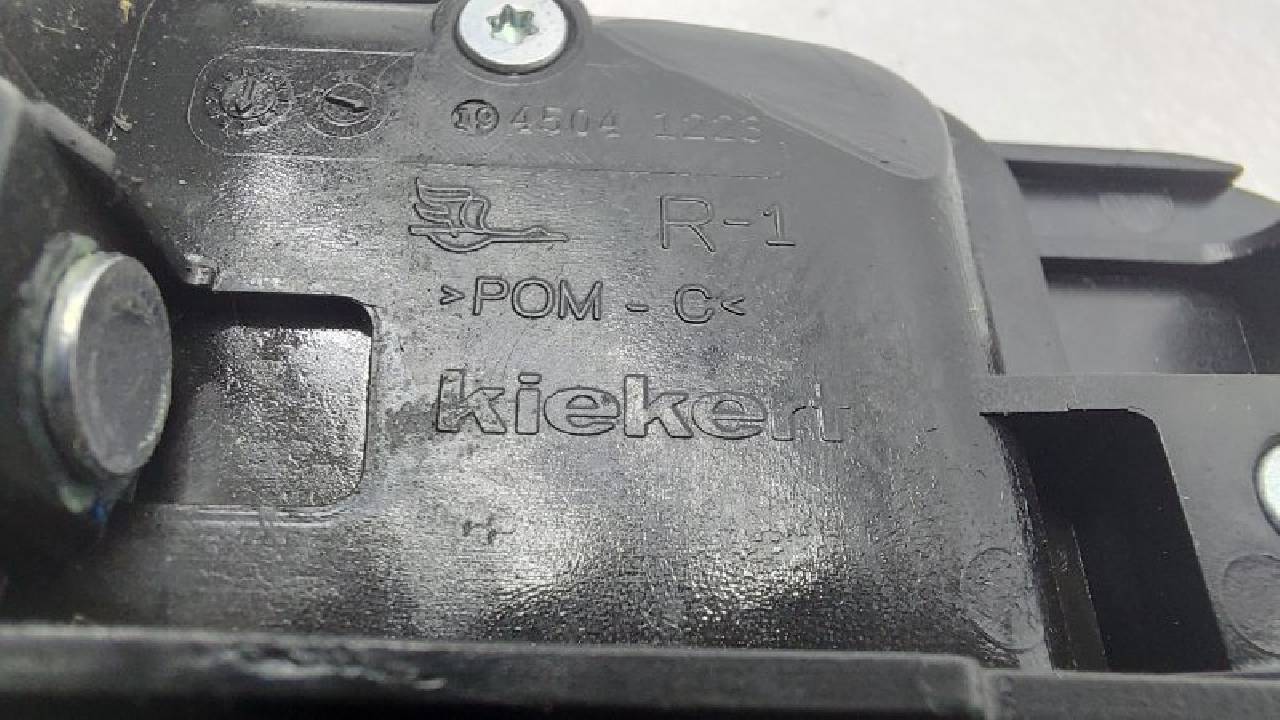 19 4504 1223
R-1
>POM - C<
kiekert